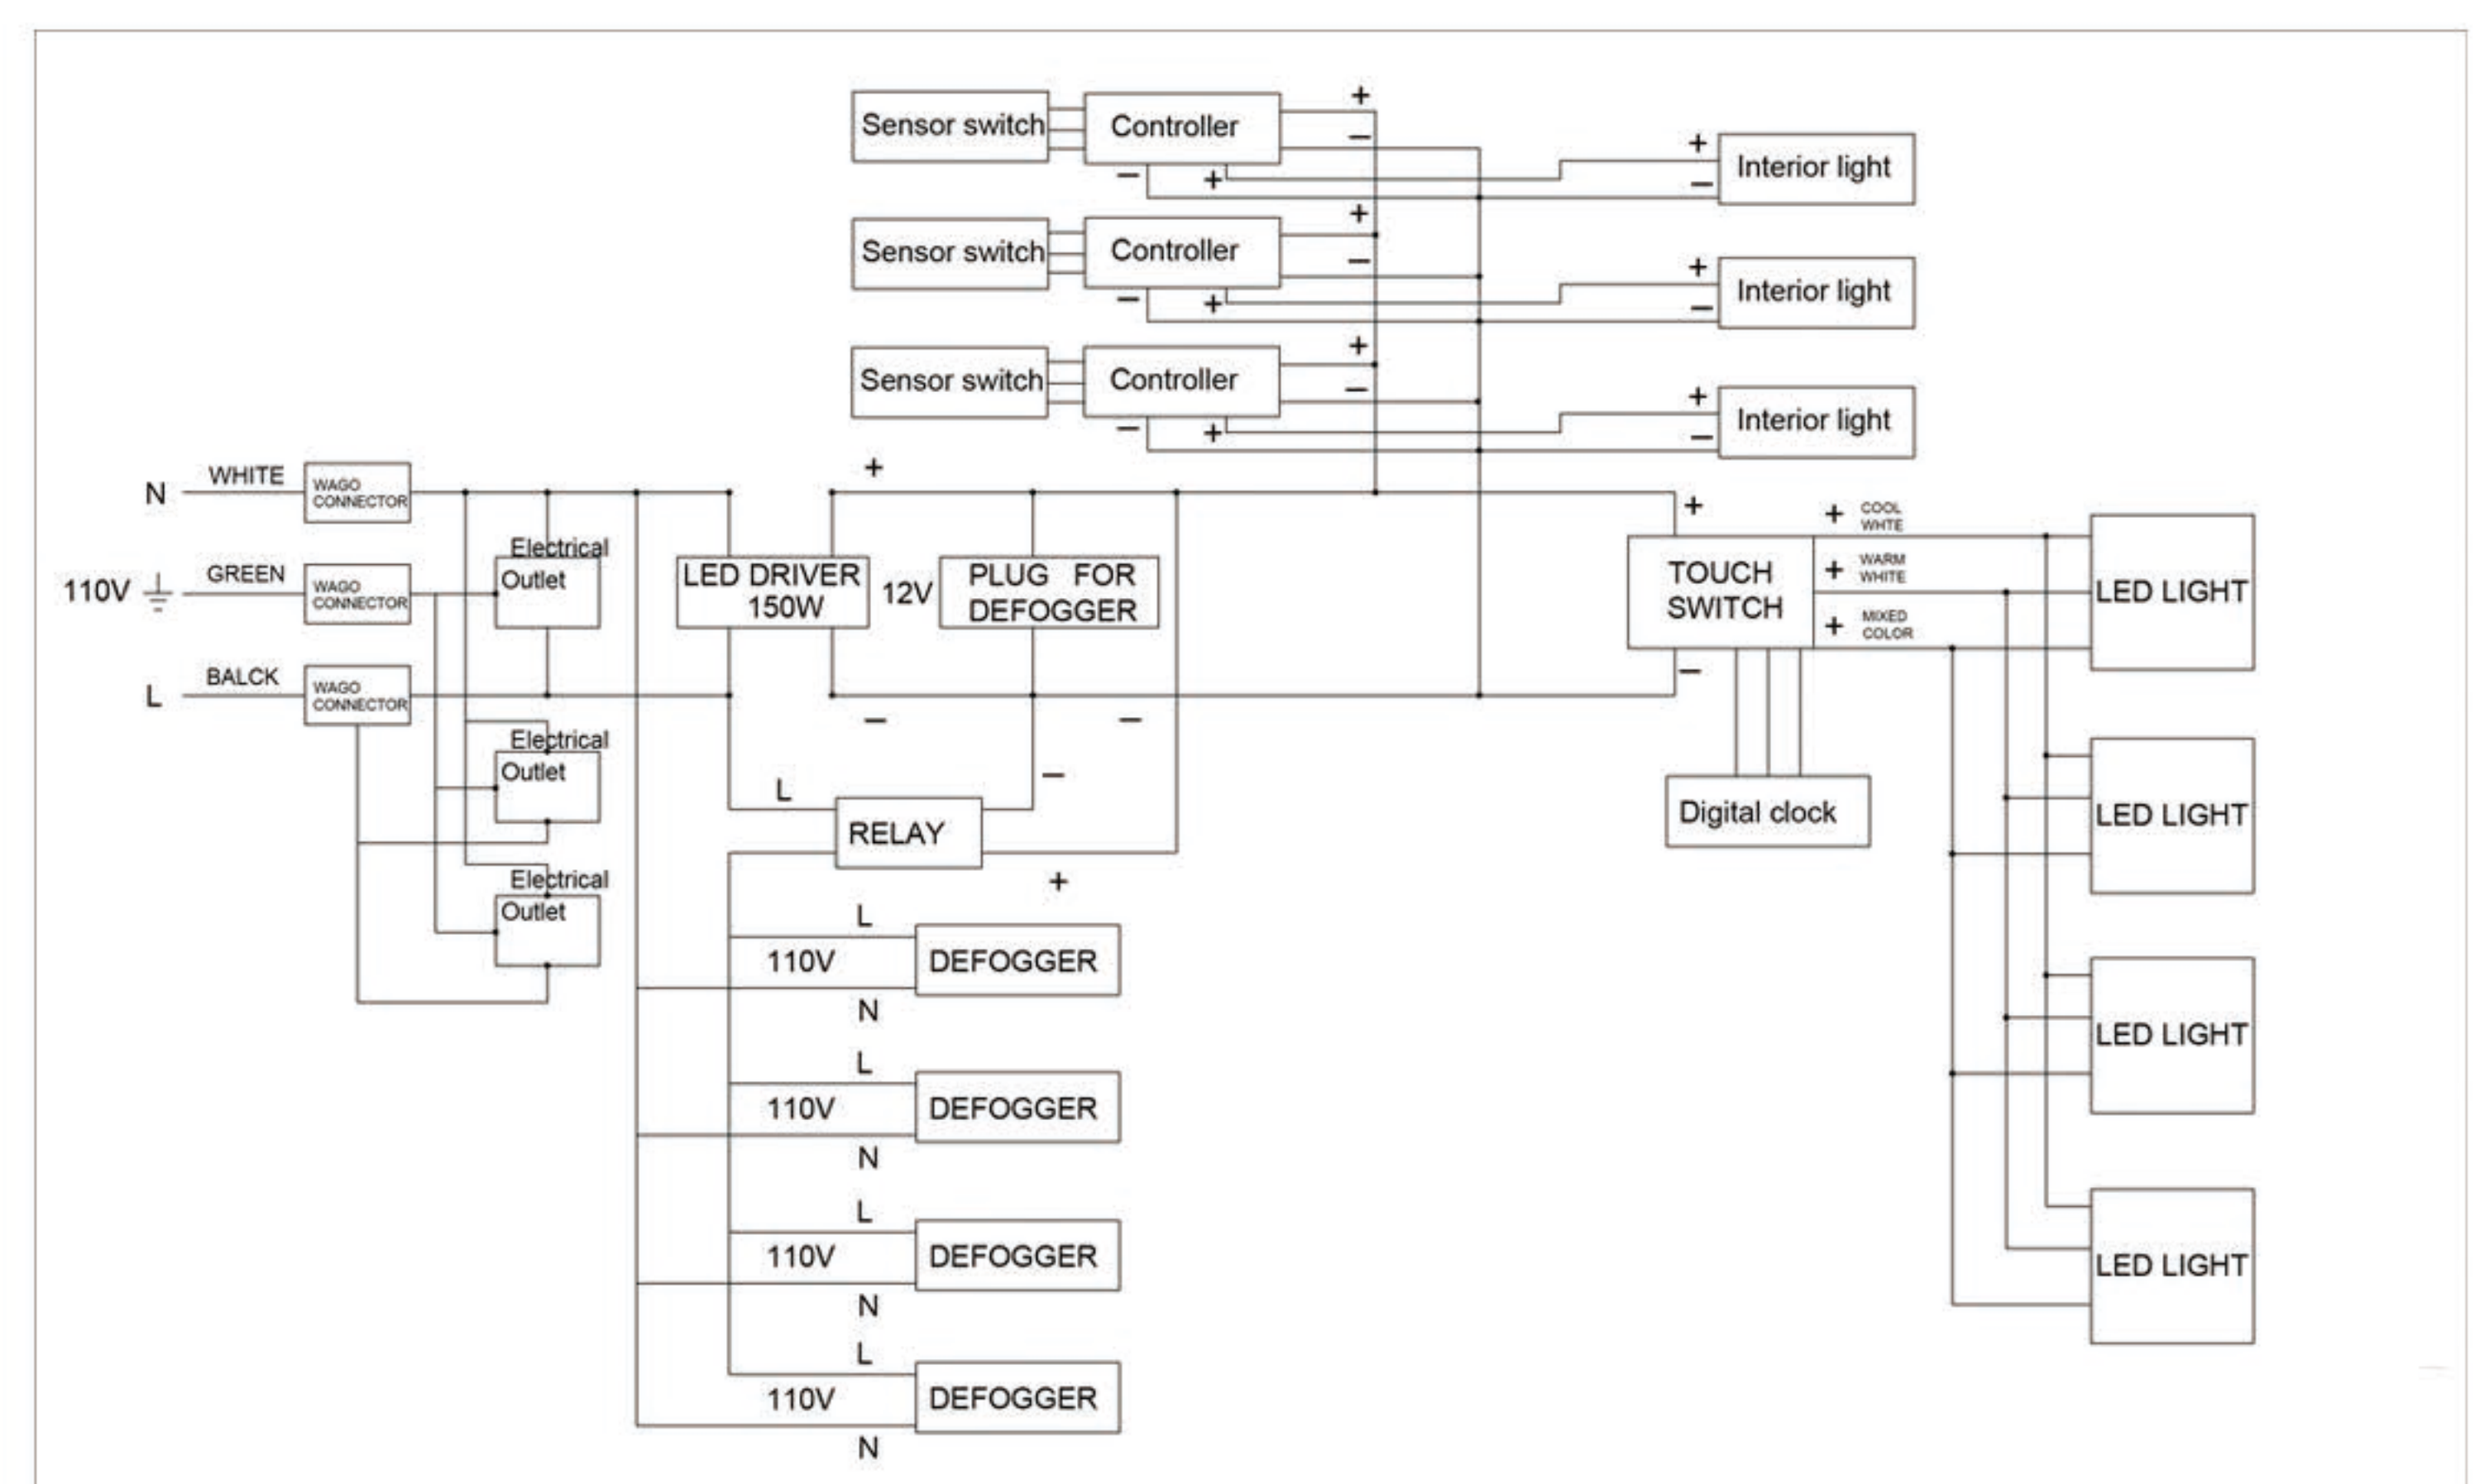 Sensor switch
Controller
+
−
−
+
+
−
Interior light
Sensor switch
Controller
+
−
−
+
+
−
Interior light
Sensor switch
Controller
+
−
−
+
+
−
Interior light
N
WHITE
WAGO
CONNECTOR
110V
GREEN
WAGO
CONNECTOR
L
BALCK
WAGO
CONNECTOR
Electrical
Outlet
Electrical
Outlet
Electrical
Outlet
+
LED DRIVER
150W
12V
PLUG FOR
DEFOGGER
−
−
−
L
RELAY
+
L
110V
DEFOGGER
N
L
110V
DEFOGGER
N
L
110V
DEFOGGER
N
L
110V
DEFOGGER
N
+
TOUCH
SWITCH
−
+
COOL
WHTE
+
WARM
WHITE
+
MIXED
COLOR
Digital clock
LED LIGHT
LED LIGHT
LED LIGHT
LED LIGHT